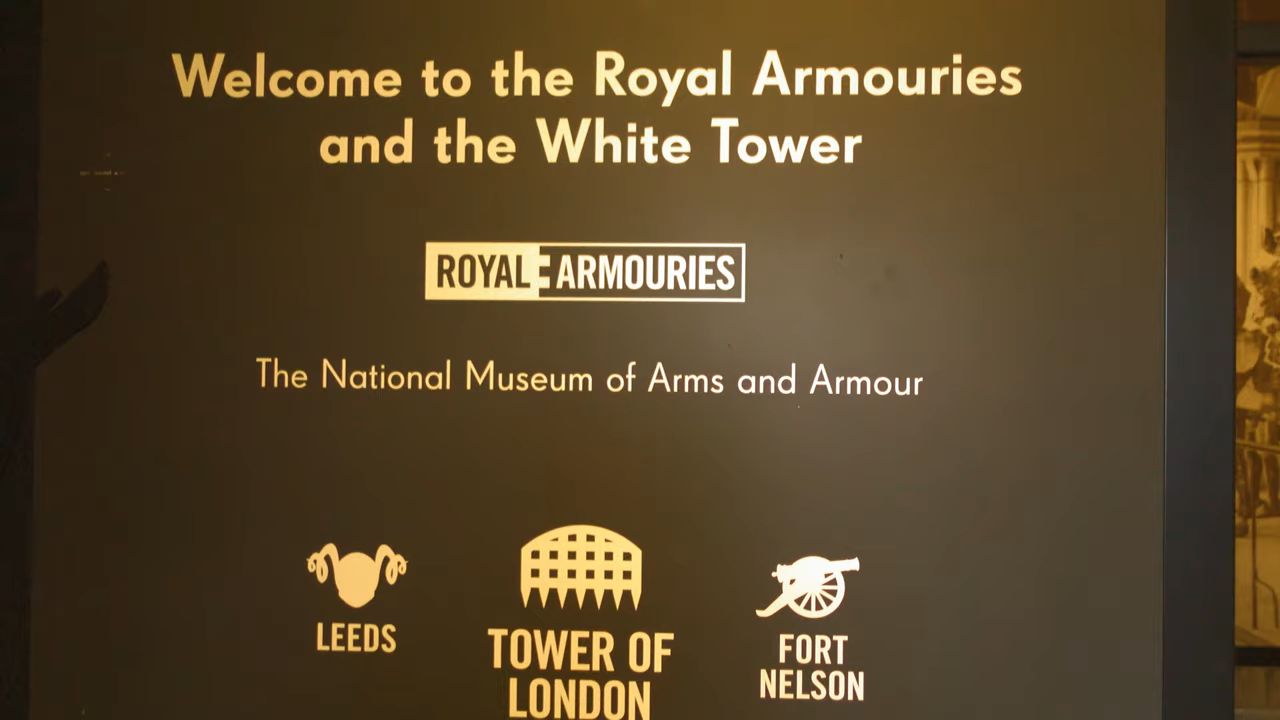 Welcome to the Royal Armouries
and the White Tower
ROYAL ARMOURIES
The National Museum of Arms and Armour
LEEDS
TOWER OF
LONDON
FORT
NELSON